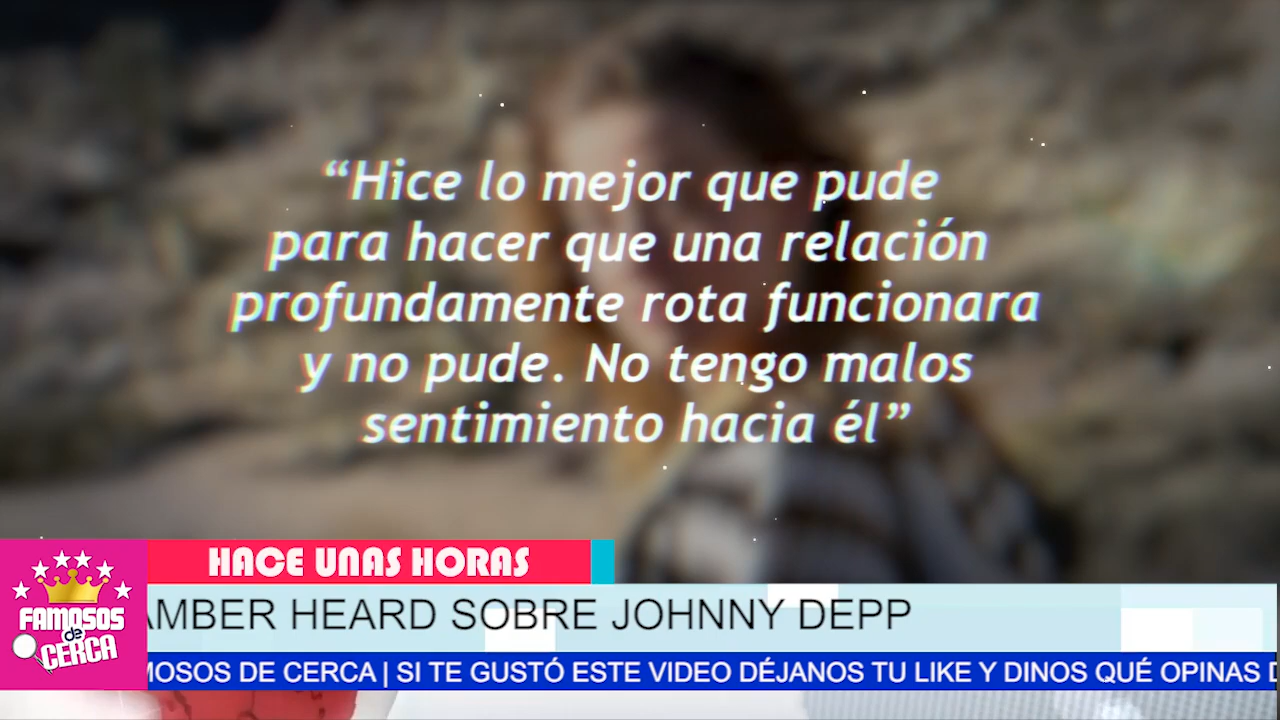 “Hice lo mejor que pude
para hacer que una relación
profundamente rota funcionara
y no pude. No tengo malos
sentimiento hacia él”
HACE UNAS HORAS
AMBER HEARD SOBRE JOHNNY DEPP
FAMOSOS
de
CERCA
MOSOS DE CERCA | SI TE GUSTÓ ESTE VIDEO DÉJANOS TU LIKE Y DINOS QUÉ OPINAS D